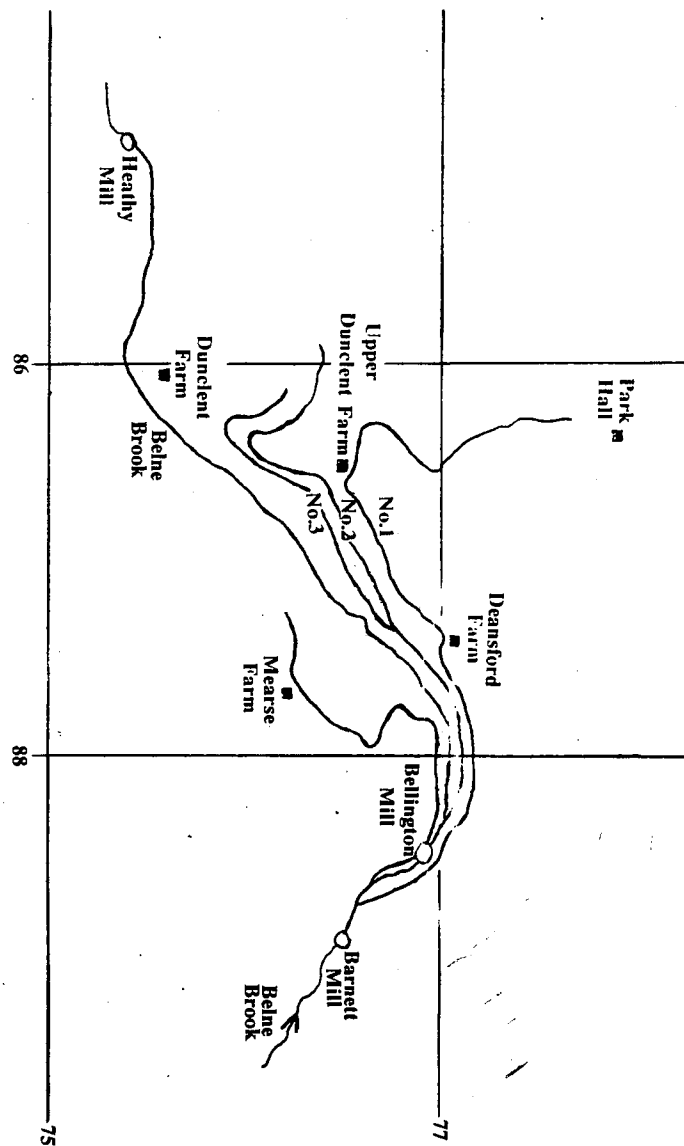 Park
Hall
Upper
Dunclent Farm
No.1
No.2
No.3
Deansford
Farm
Heathy
Mill
Dunclent
Farm
Belne
Brook
Mearse
Farm
Bellington
Mill
Barnett
Mill
Belne
Brook
86
88
75
77